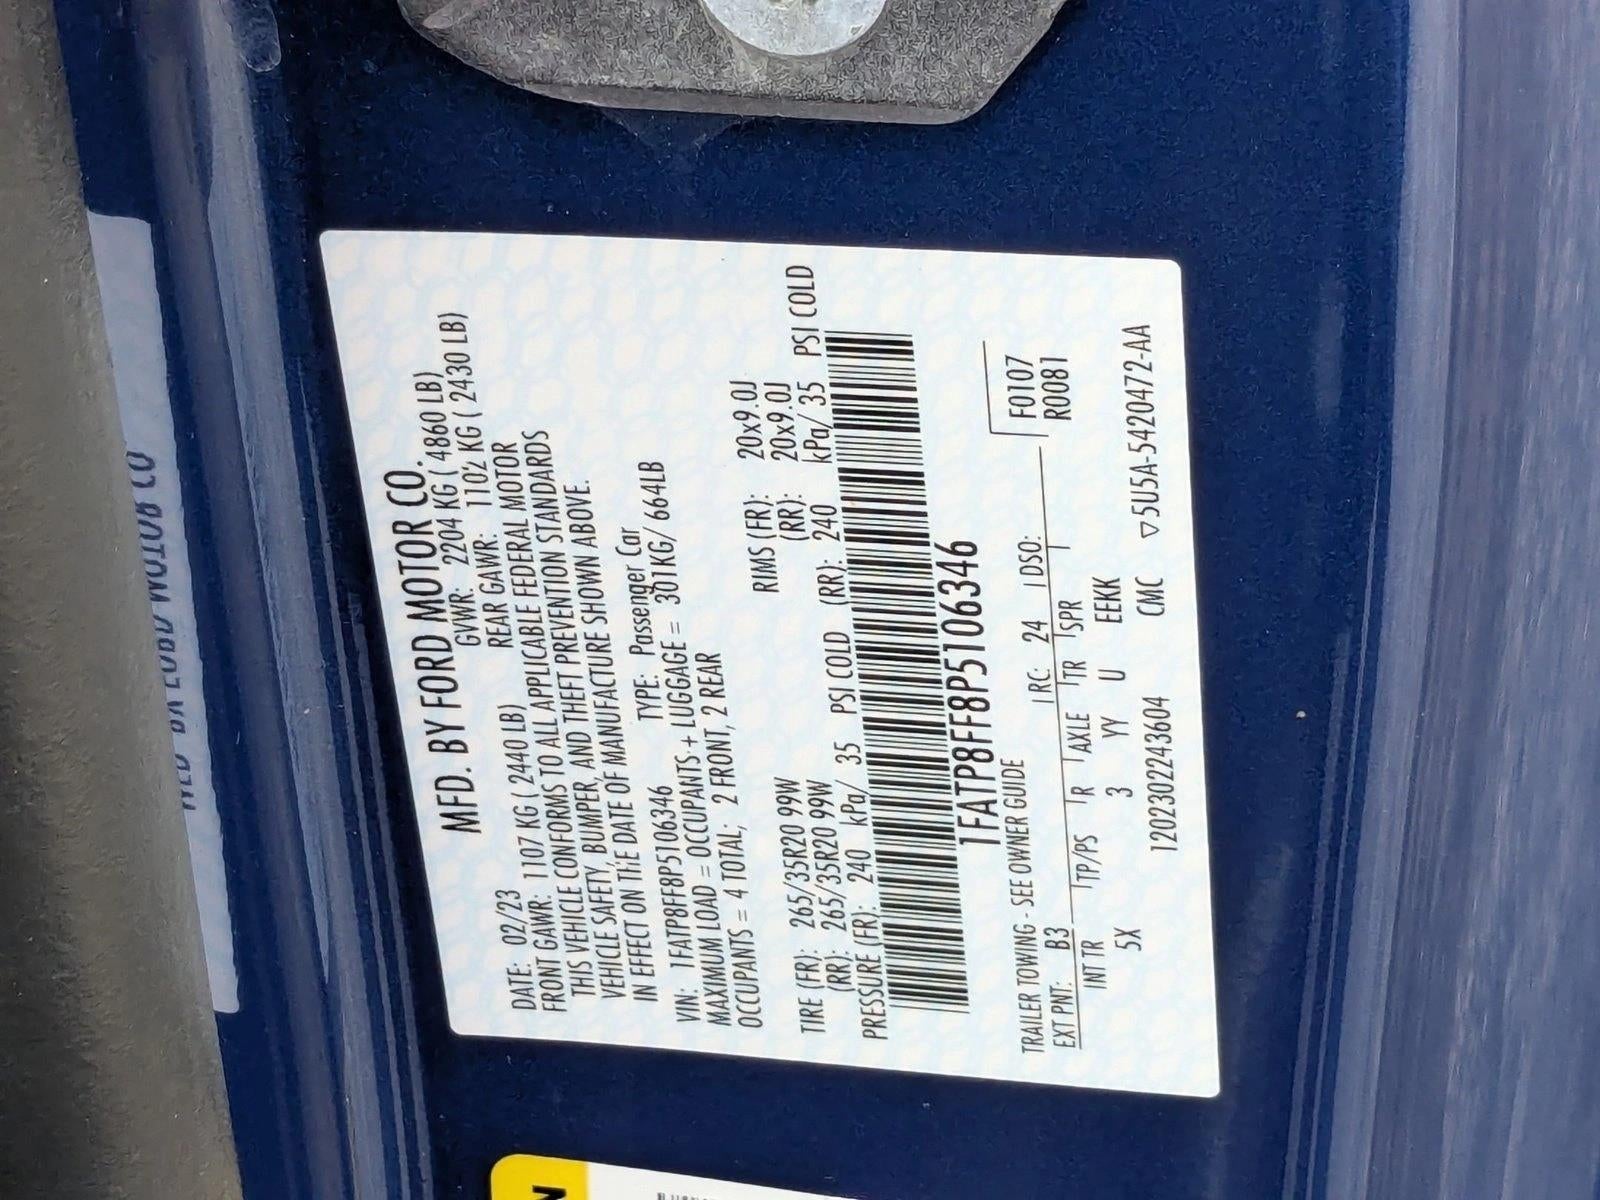 MFD. BY FORD MOTOR CO.
DATE: 02/23 GVWR: 2204 KG ( 4860 LB)
FRONT GAWR: 1107 KG ( 2440 LB) REAR GAWR: 1102 KG ( 2430 LB)
THIS VEHICLE CONFORMS TO ALL APPLICABLE FEDERAL MOTOR
VEHICLE SAFETY, BUMPER, AND THEFT PREVENTION STANDARDS
IN EFFECT ON THE DATE OF MANUFACTURE SHOWN ABOVE.
VIN: 1FATP8FF8P5106346 TYPE: Passenger Car
MAXIMUM LOAD = OCCUPANTS + LUGGAGE = 301KG/ 664LB
OCCUPANTS = 4 TOTAL; 2 FRONT, 2 REAR
TIRE (FR): 265/35R20 99W RIMS (FR): 20x9.0J
(RR): 265/35R20 99W (RR): 20x9.0J
PRESSURE (FR): 240 kPa/ 35 PSI COLD (RR): 240 kPa/ 35 PSI COLD
1FATP8FF8P5106346
TRAILER TOWING - SEE OWNER GUIDE F0107
EXT PNT: B3 RC: 24 DSO: R0081
INT TR TP/PS R AXLE TR SPR
5X 3 YY U EEKK
12023022243604 CMC ▽5U5A-5420472-AA
MFD. BY FORD MOTOR CO
N